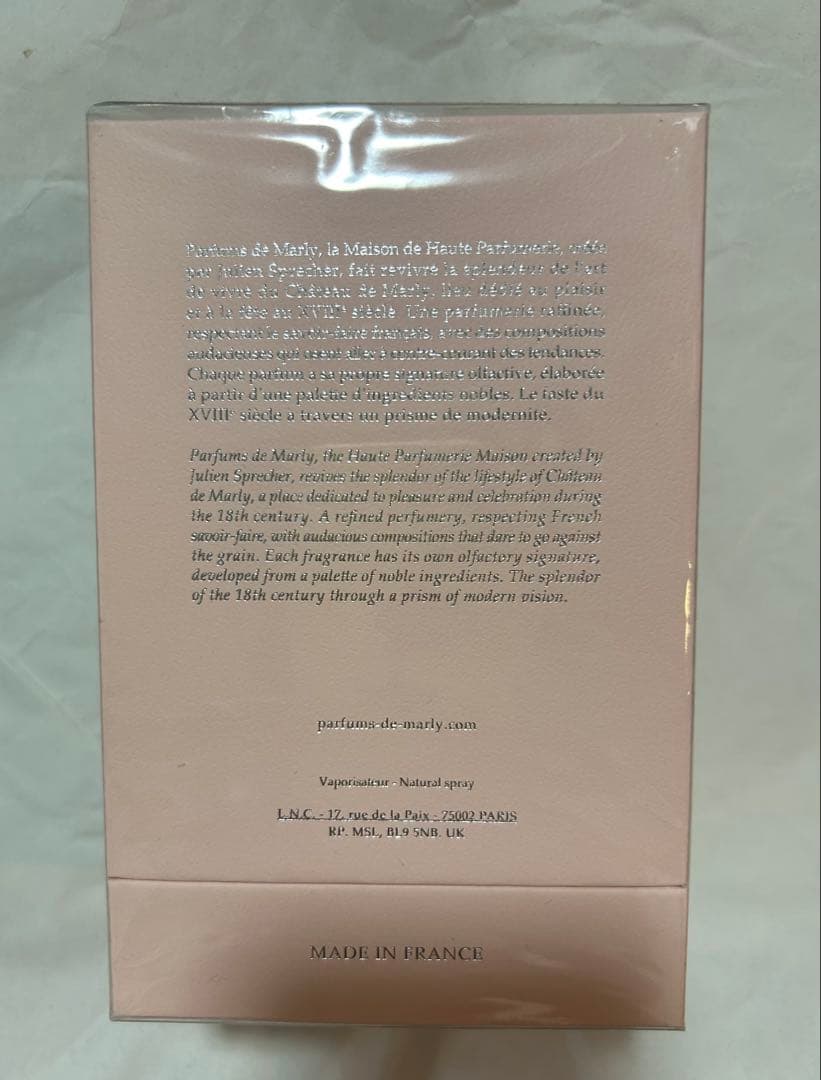 Parfums de Marly, la Maison de Haute Parfumerie, créée
par Julien Sprecher, fait revivre la splendeur de l'art
de vivre du Château de Marly, lieu dédié au plaisir
et à la fête au XVIIIᵉ siècle. Une parfumerie raffinée,
respectant le savoir-faire français, avec des compositions
audacieuses qui osent aller à contre-courant des tendances.
Chaque parfum a sa propre signature olfactive, élaborée
à partir d'une palette d'ingrédients nobles. Le faste du
XVIIIᵉ siècle à travers un prisme de modernité.
Parfums de Marly, the Haute Parfumerie Maison created by
Julien Sprecher, revives the splendor of the lifestyle of Château
de Marly, a place dedicated to pleasure and celebration during
the 18th century. A refined perfumery, respecting French
savoir-faire, with audacious compositions that dare to go against
the grain. Each fragrance has its own olfactory signature,
developed from a palette of noble ingredients. The splendor
of the 18th century through a prism of modern vision.
parfums-de-marly.com
Vaporisateur - Natural spray
L.N.C. - 17, rue de la Paix - 75002 PARIS
RP. MSL, BL9 5NB. UK
MADE IN FRANCE